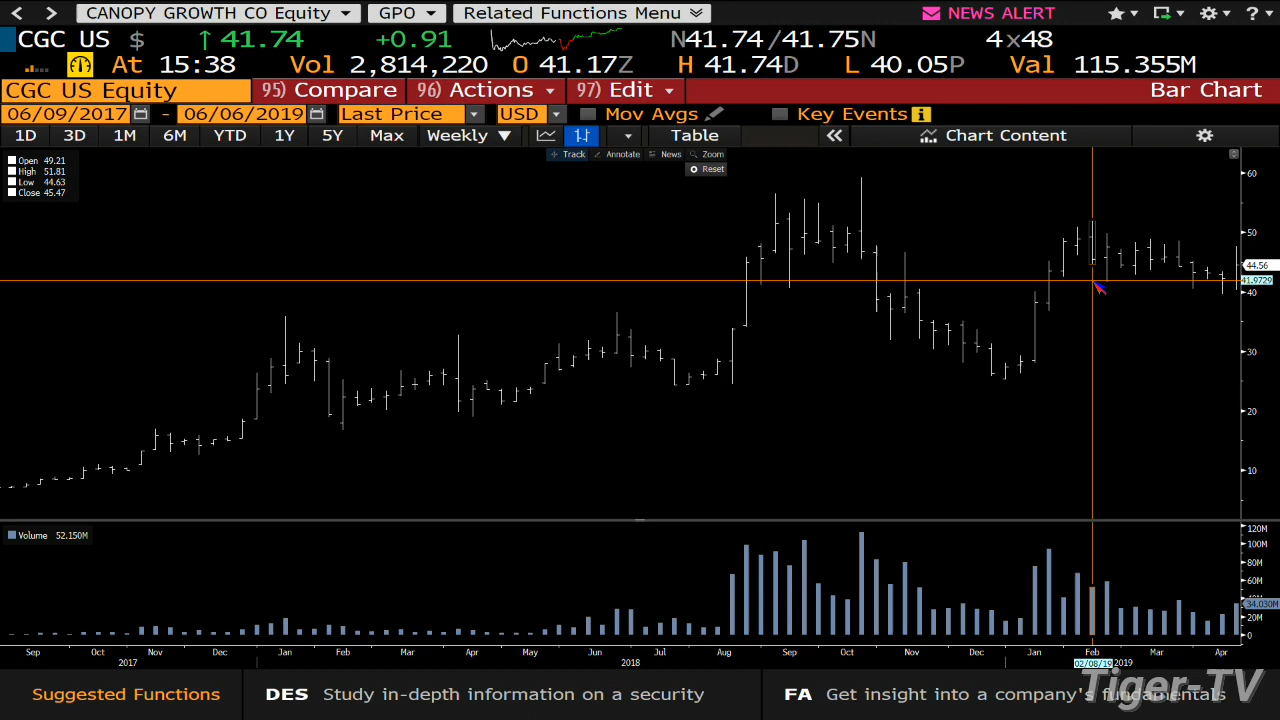 CANOPY GROWTH CO Equity GPO Related Functions Menu NEWS ALERT ?
CGC US $ ↑ 41.74 +0.91 N41.74/41.75N 4x48
At 15:38 Vol 2,814,220 O 41.17Z H 41.74D L 40.05P Val 115.355M
CGC US Equity 95) Compare 96) Actions 97) Edit Bar Chart
06/09/2017 - 06/06/2019 Last Price USD Mov Avgs Key Events i
1D 3D 1M 6M YTD 1Y 5Y Max Weekly ▼ Table « Chart Content
Track Annotate News Zoom
Reset
Open 49.21
High 51.81
Low 44.63
Close 45.47
60
50
44.56
41.9729
40
30
20
10
Volume 52.150M
120M
100M
80M
60M
34.030M
20M
0
Sep Oct Nov Dec Jan Feb Mar Apr May Jun Jul Aug Sep Oct Nov Dec Jan Feb Mar Apr
2017 2018 02/08/19 2019
Suggested Functions DES Study in-depth information on a security FA Get insight into a company's fundamentals
Tiger-TV